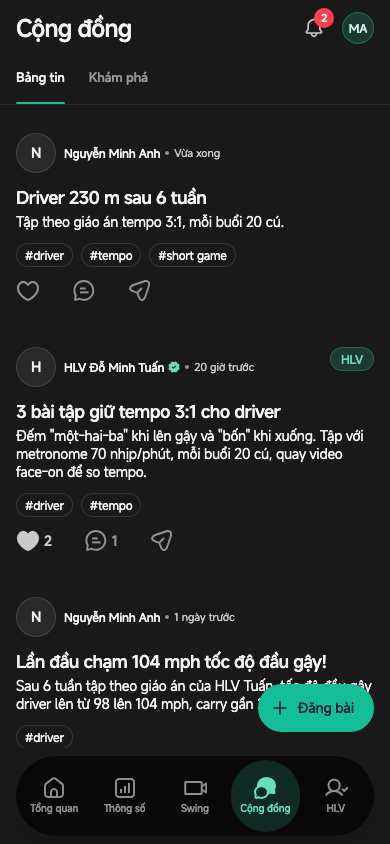 Cộng đồng
2
MA
Bảng tin
Khám phá
N
Nguyễn Minh Anh • Vừa xong
Driver 230 m sau 6 tuần
Tập theo giáo án tempo 3:1, mỗi buổi 20 cú.
#driver
#tempo
#short game
H
HLV Đỗ Minh Tuấn • 20 giờ trước
HLV
3 bài tập giữ tempo 3:1 cho driver
Đếm "một-hai-ba" khi lên gậy và "bốn" khi xuống. Tập với
metronome 70 nhịp/phút, mỗi buổi 20 cú, quay video
face-on để so tempo.
#driver
#tempo
2
1
N
Nguyễn Minh Anh • 1 ngày trước
Lần đầu chạm 104 mph tốc độ đầu gậy!
Sau 6 tuần tập theo giáo án của HLV Tuấn, tốc độ đầu gậy
driver lên từ 98 lên 104 mph, carry gần
Đăng bài
#driver
Tổng quan
Thông số
Swing
Cộng đồng
HLV